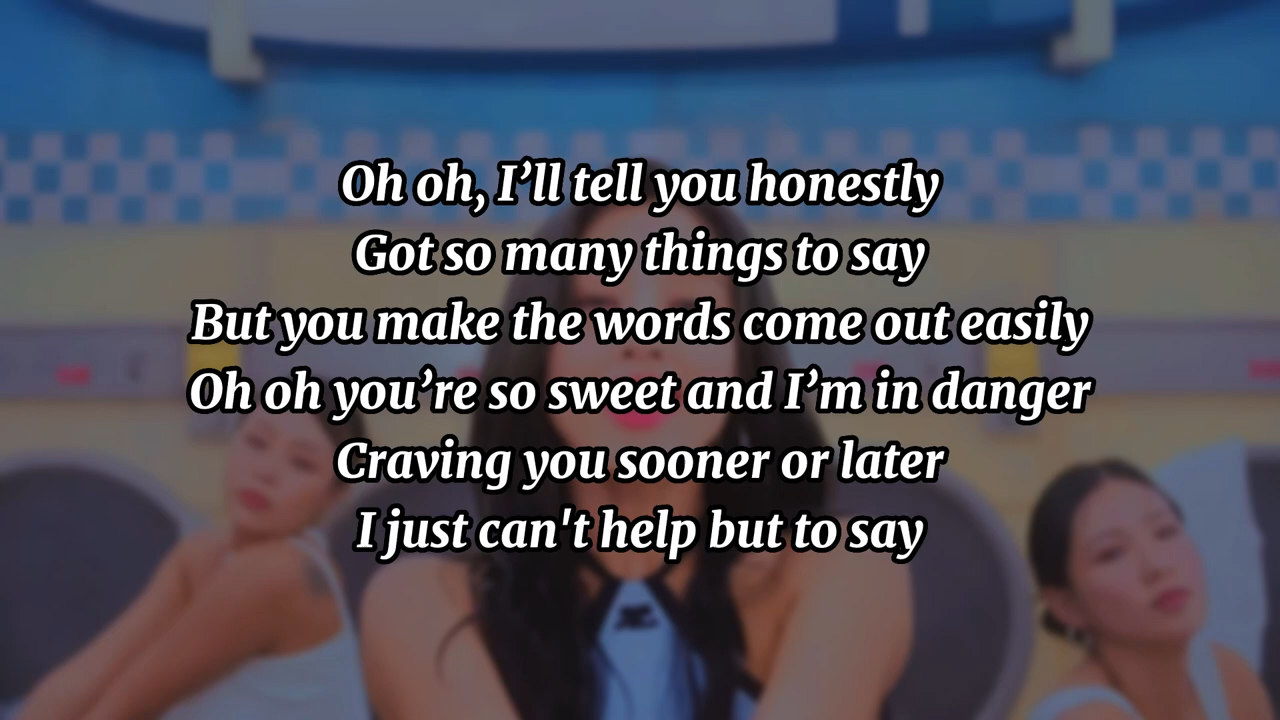 Oh oh, I’ll tell you honestly
Got so many things to say
But you make the words come out easily
Oh oh you’re so sweet and I’m in danger
Craving you sooner or later
I just can't help but to say